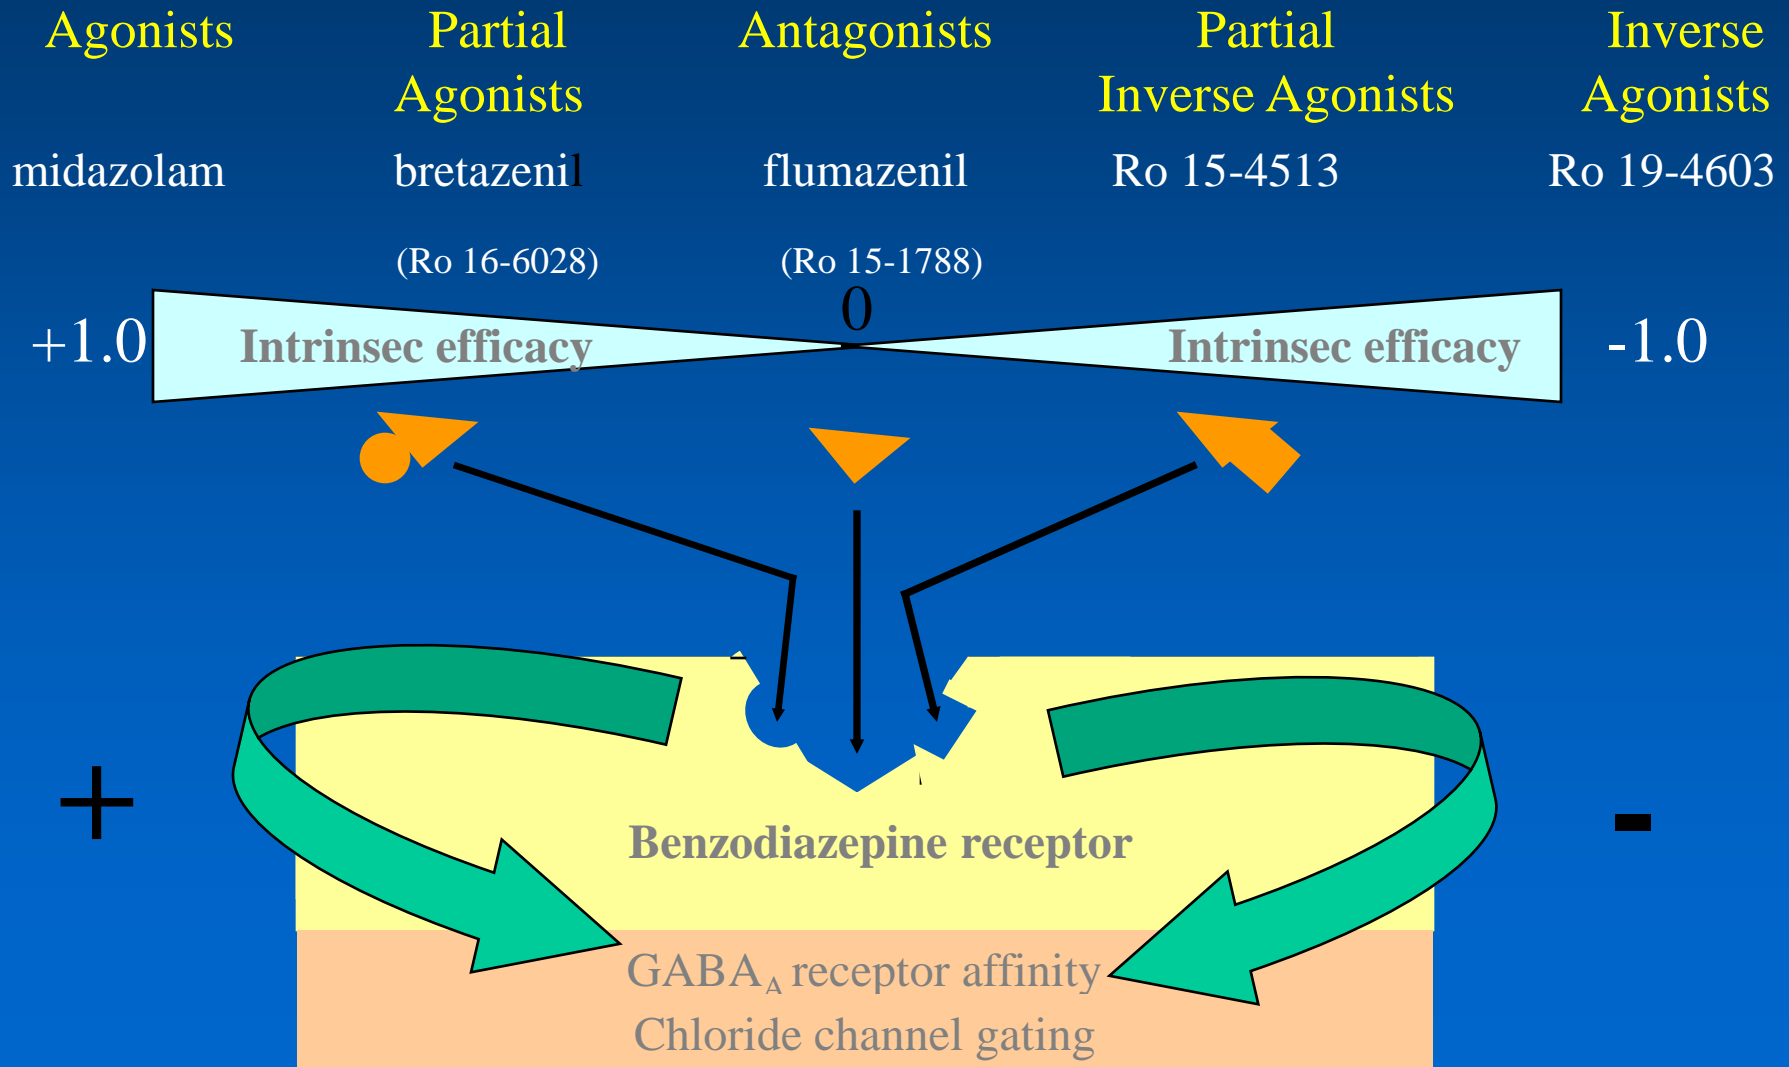 Agonists Partial Antagonists Partial Inverse
Agonists Inverse Agonists Agonists
midazolam bretazenil flumazenil Ro 15-4513 Ro 19-4603
(Ro 16-6028) (Ro 15-1788)
0
+1.0 Intrinsec efficacy Intrinsec efficacy -1.0
+ -
Benzodiazepine receptor
GABAA receptor affinity
Chloride channel gating